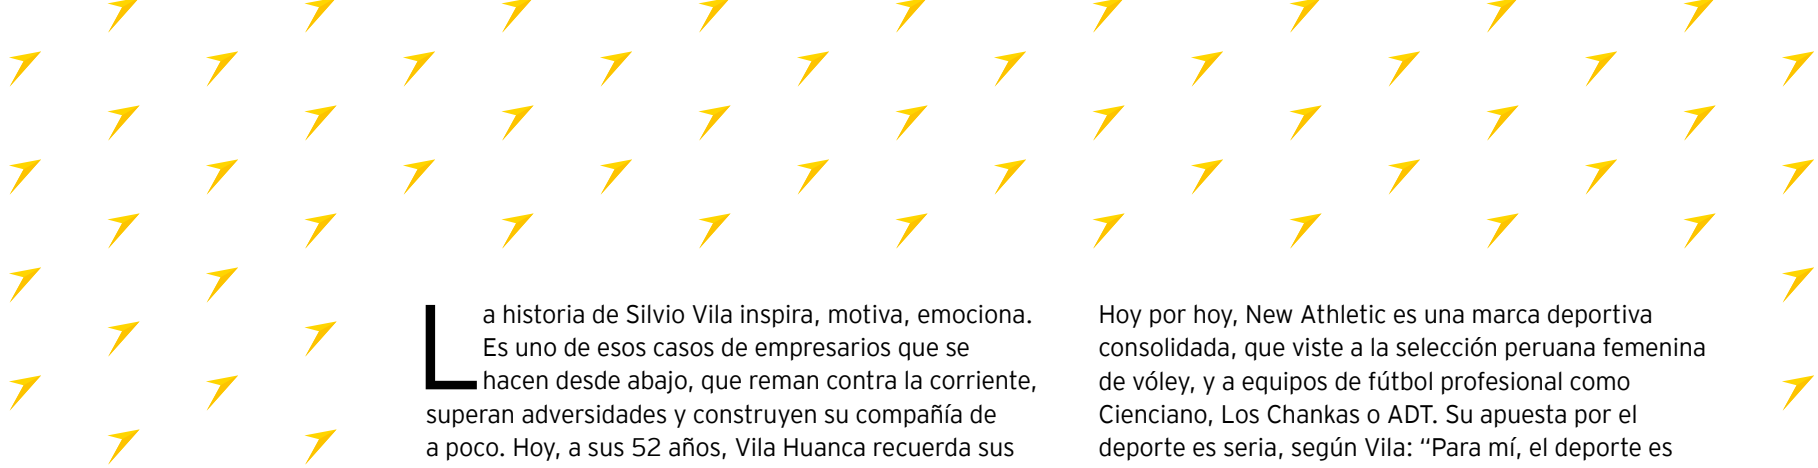 La historia de Silvio Vila inspira, motiva, emociona.
Es uno de esos casos de empresarios que se
hacen desde abajo, que reman contra la corriente,
superan adversidades y construyen su compañía de
a poco. Hoy, a sus 52 años, Vila Huanca recuerda sus
Hoy por hoy, New Athletic es una marca deportiva
consolidada, que viste a la selección peruana femenina
de vóley, y a equipos de fútbol profesional como
Cienciano, Los Chankas o ADT. Su apuesta por el
deporte es seria, según Vila: “Para mí, el deporte es